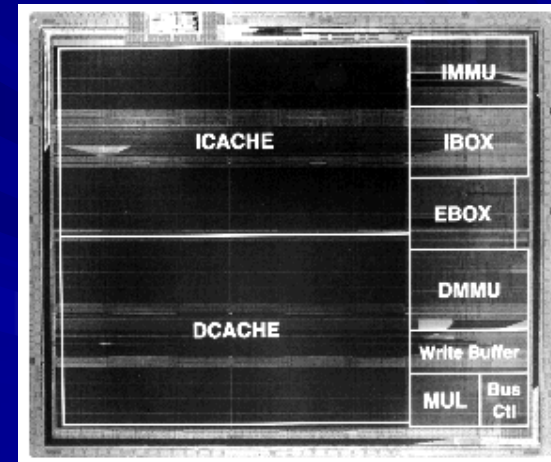 IMMU
ICACHE
IBOX
EBOX
DMMU
DCACHE
Write Buffer
MUL
Bus
Ctl